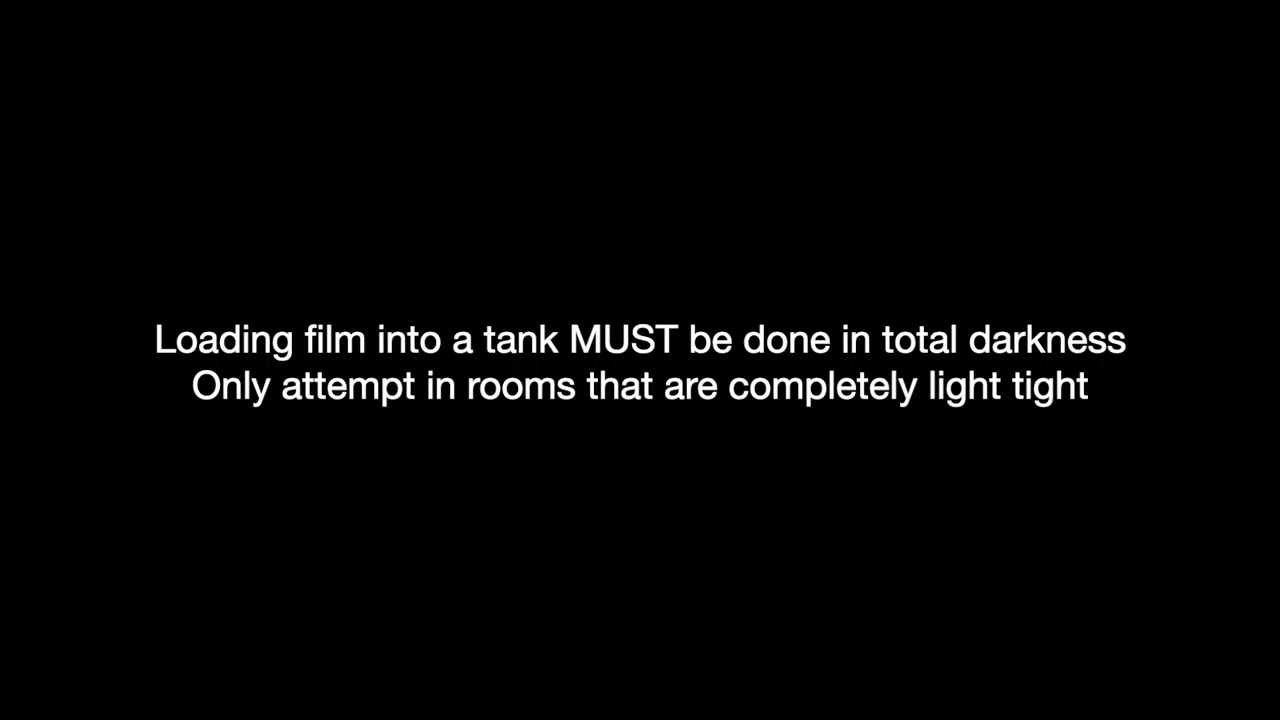 Loading film into a tank MUST be done in total darkness
Only attempt in rooms that are completely light tight